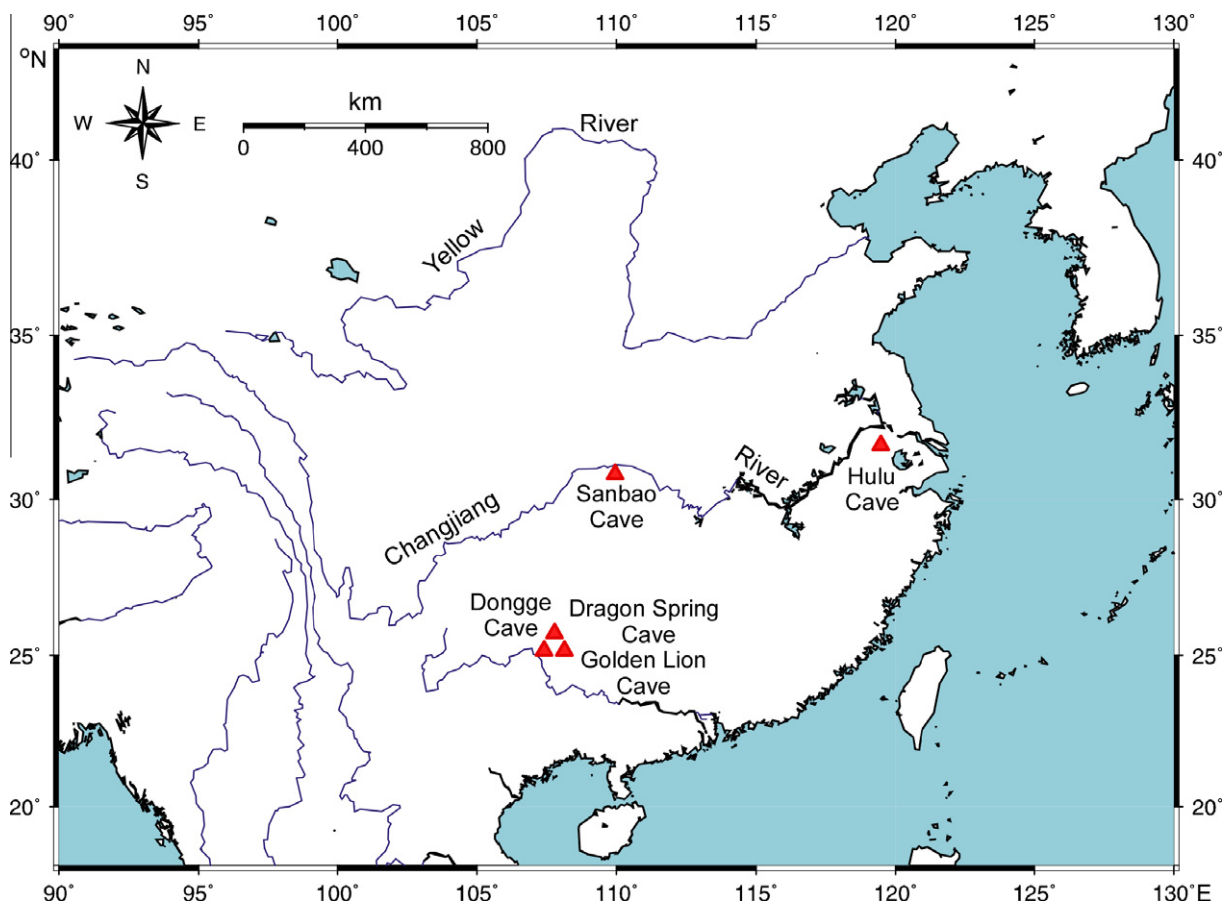 90˚ 95˚ 100˚ 105˚ 110˚ 115˚ 120˚ 125˚ 130˚
°N
N
W E
S
km
0 400 800
River
40˚ 40˚
Yellow
35˚ 35˚
River
Hulu
Cave
30˚ 30˚
Sanbao
Cave
Changjiang
Dongge
Cave
Dragon Spring
Cave
25˚ 25˚
Golden Lion
Cave
20˚ 20˚
90˚ 95˚ 100˚ 105˚ 110˚ 115˚ 120˚ 125˚ 130˚ E